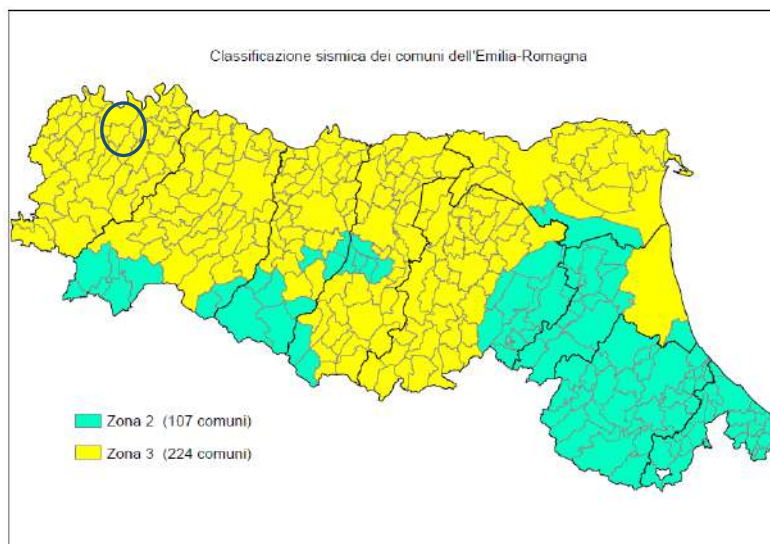 Classificazione sismica dei comuni dell'Emilia-Romagna
Zona 2 (107 comuni)
Zona 3 (224 comuni)